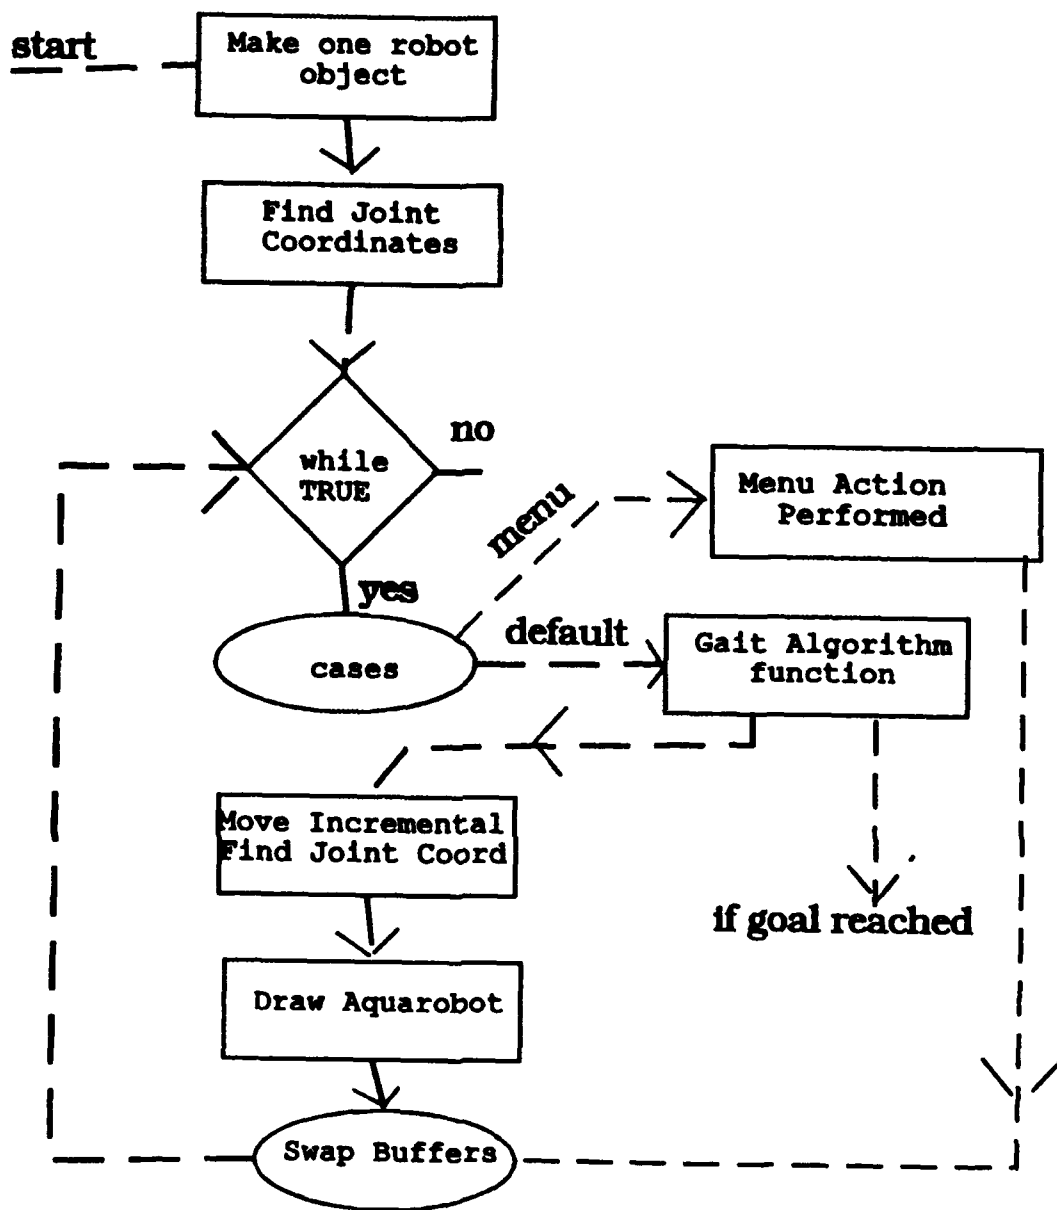 start
Make one robot
object
Find Joint
Coordinates
while
TRUE
no
yes
cases
menu
Menu Action
Performed
default
Gait Algorithm
function
if goal reached
Move Incremental
Find Joint Coord
Draw Aquarobot
Swap Buffers